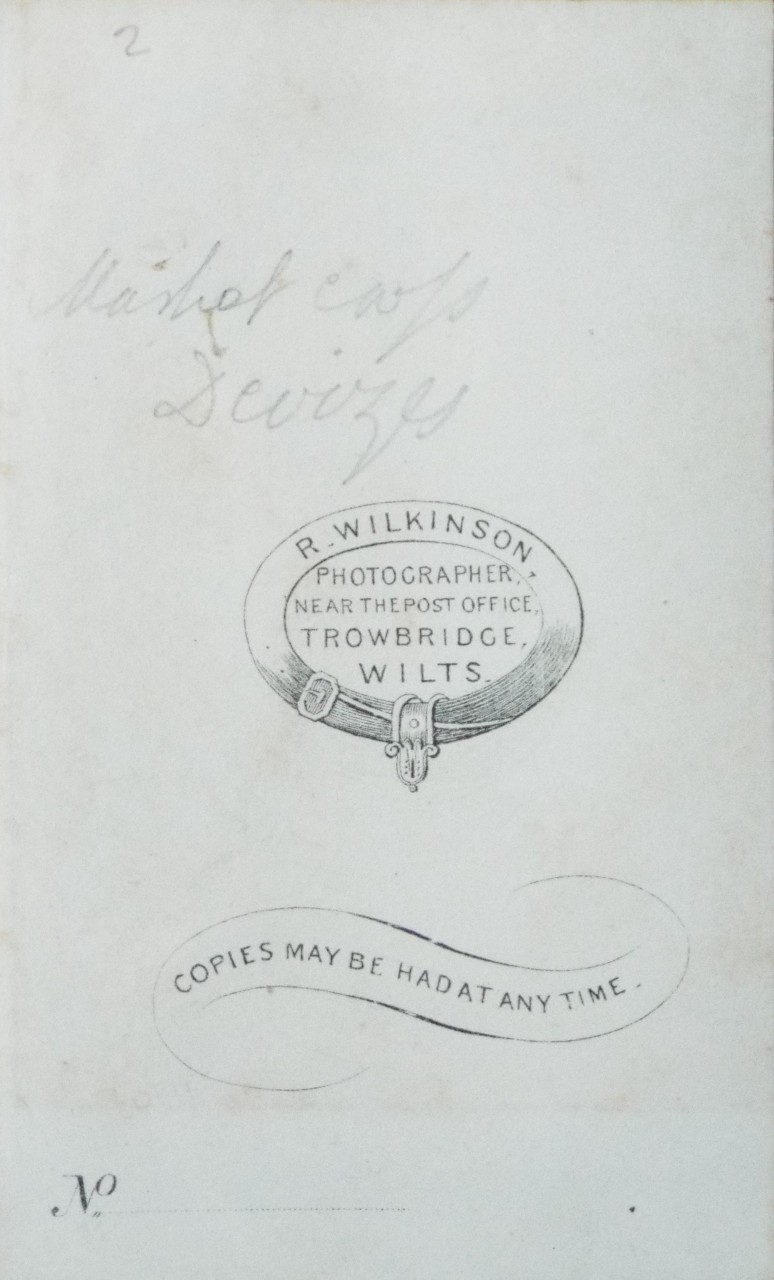 2
Market Cross
Devizes
R. WILKINSON,
PHOTOGRAPHER,
NEAR THE POST OFFICE,
TROWBRIDGE,
WILTS.
COPIES MAY BE HAD AT ANY TIME.
No